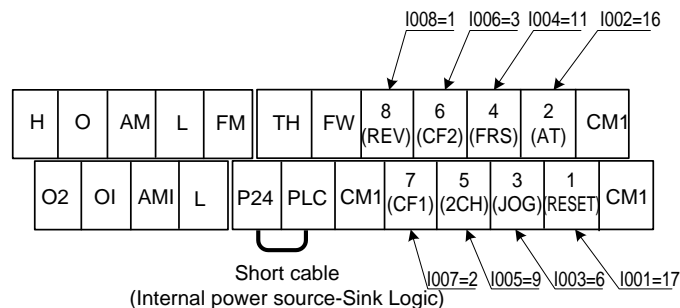 I008=1 I006=3 I004=11 I002=16
H O AM L FM TH FW 8 (REV) 6 (CF2) 4 (FRS) 2 (AT) CM1
O2 OI AMI L P24 PLC CM1 7 (CF1) 5 (2CH) 3 (JOG) 1 (RESET) CM1
I007=2 I005=9 I003=6 I001=17
Short cable
(Internal power source-Sink Logic)